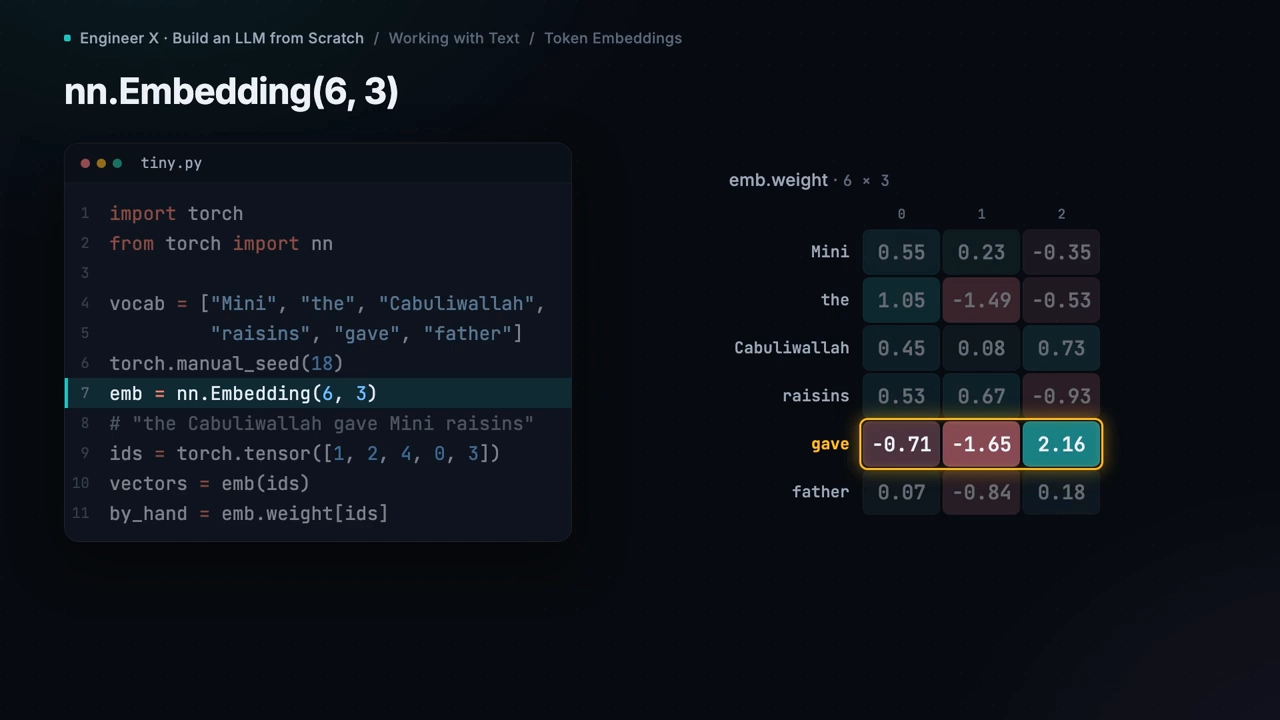 Engineer X · Build an LLM from Scratch / Working with Text / Token Embeddings
nn.Embedding(6, 3)
tiny.py
1 import torch
2 from torch import nn
3
4 vocab = ["Mini", "the", "Cabuliwallah",
5 "raisins", "gave", "father"]
6 torch.manual_seed(18)
7 emb = nn.Embedding(6, 3)
8 # "the Cabuliwallah gave Mini raisins"
9 ids = torch.tensor([1, 2, 4, 0, 3])
10 vectors = emb(ids)
11 by_hand = emb.weight[ids]
emb.weight · 6 × 3
0 1 2
Mini 0.55 0.23 -0.35
the 1.05 -1.49 -0.53
Cabuliwallah 0.45 0.08 0.73
raisins 0.53 0.67 -0.93
gave -0.71 -1.65 2.16
father 0.07 -0.84 0.18